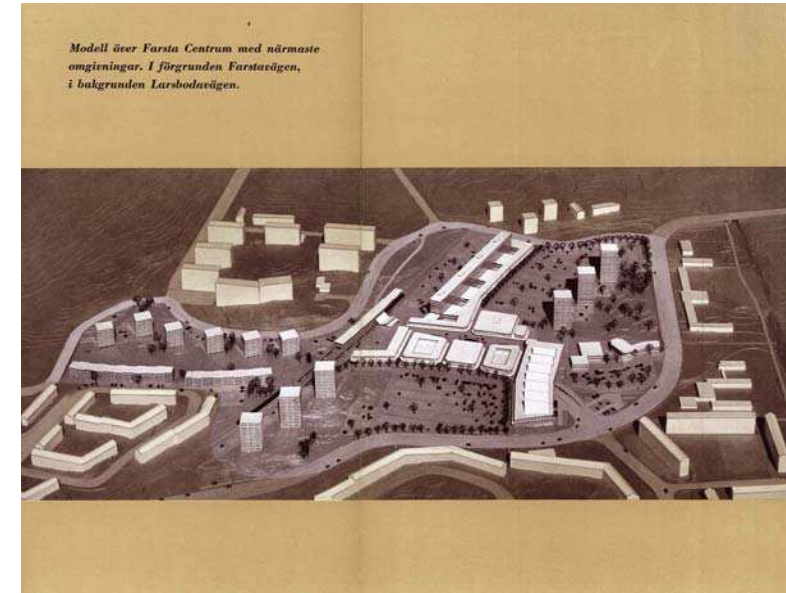 Modell över Farsta Centrum med närmaste
omgivningar. I förgrunden Farstavägen,
i bakgrunden Larsbodavägen.